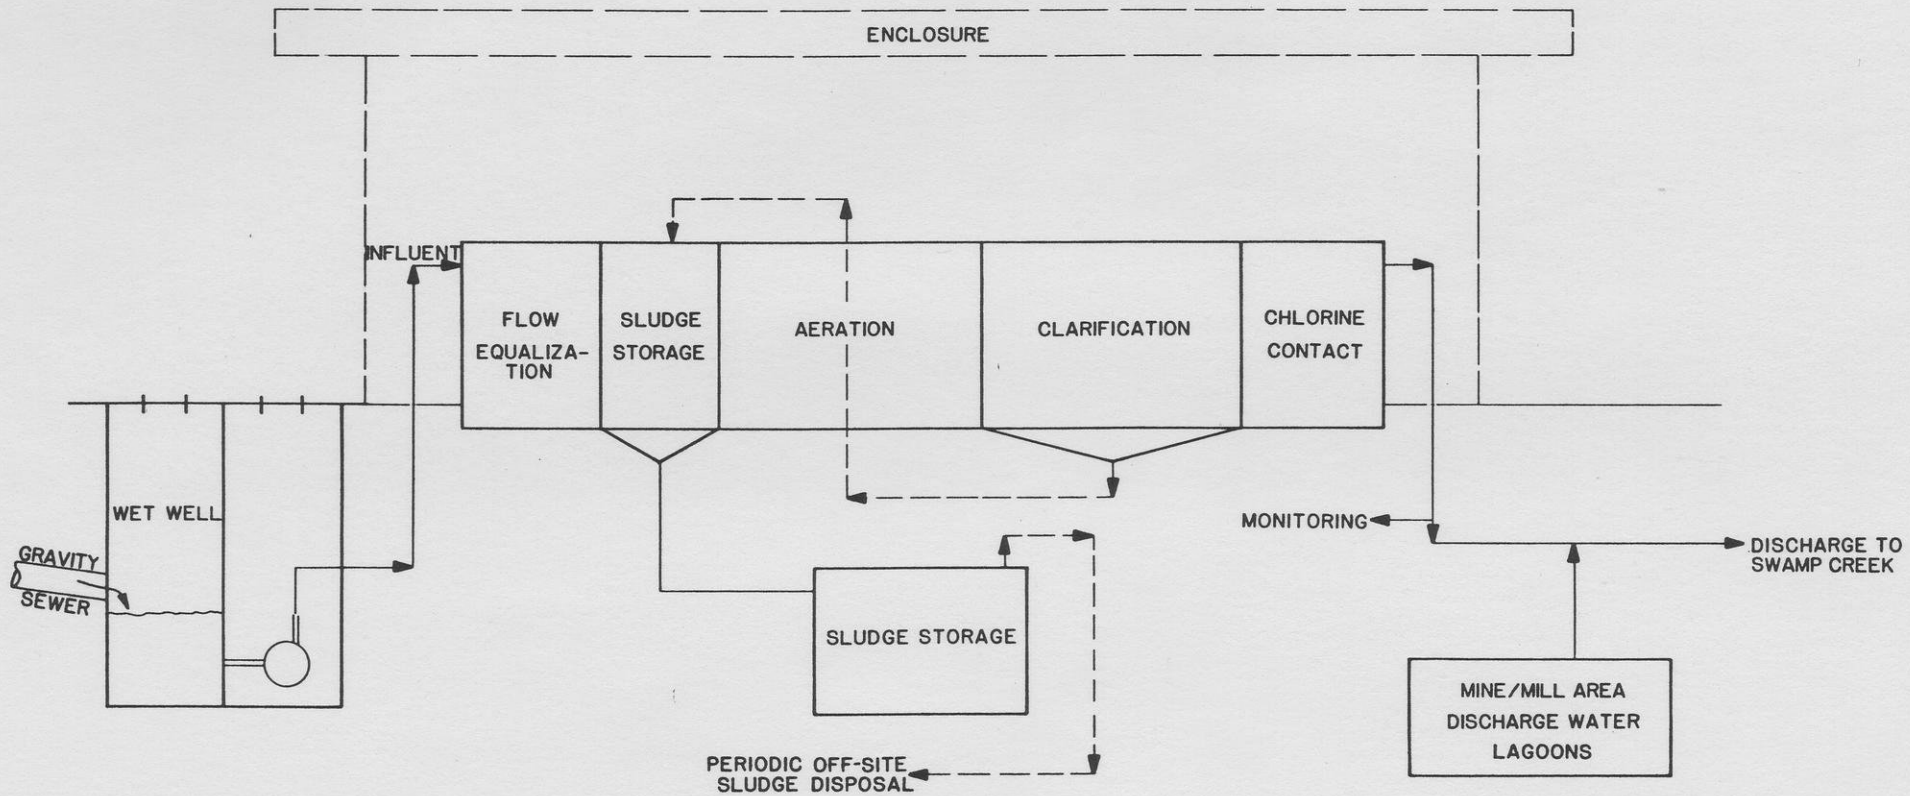 ENCLOSURE
INFLUENT
FLOW
EQUALIZA-
TION
SLUDGE
STORAGE
AERATION
CLARIFICATION
CHLORINE
CONTACT
WET WELL
GRAVITY
SEWER
MONITORING
DISCHARGE TO
SWAMP CREEK
SLUDGE STORAGE
MINE/MILL AREA
DISCHARGE WATER
LAGOONS
PERIODIC OFF-SITE
SLUDGE DISPOSAL